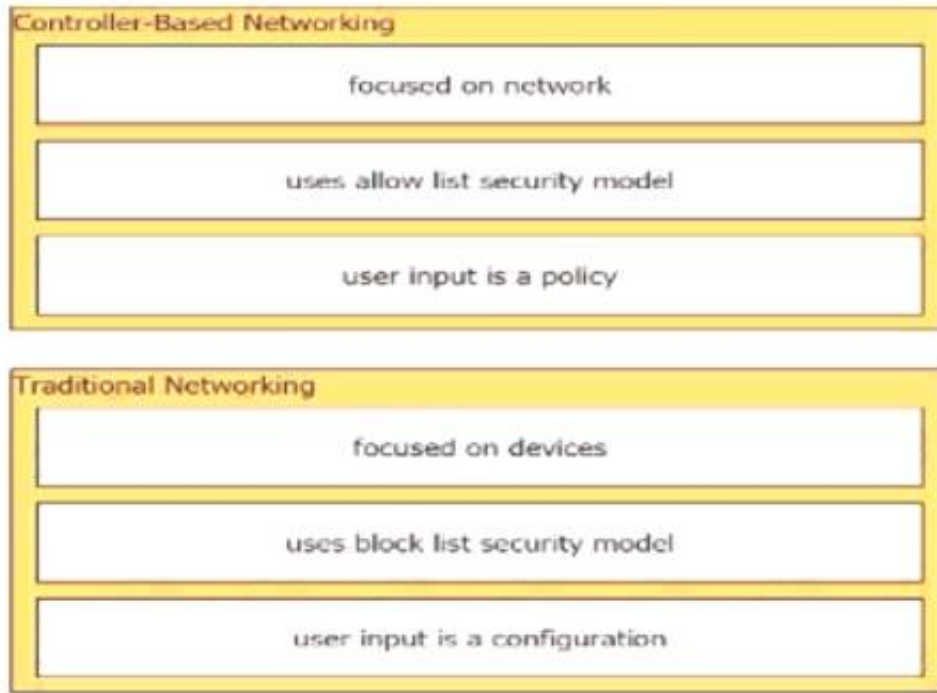 Controller-Based Networking
focused on network
uses allow list security model
user input is a policy
Traditional Networking
focused on devices
uses block list security model
user input is a configuration